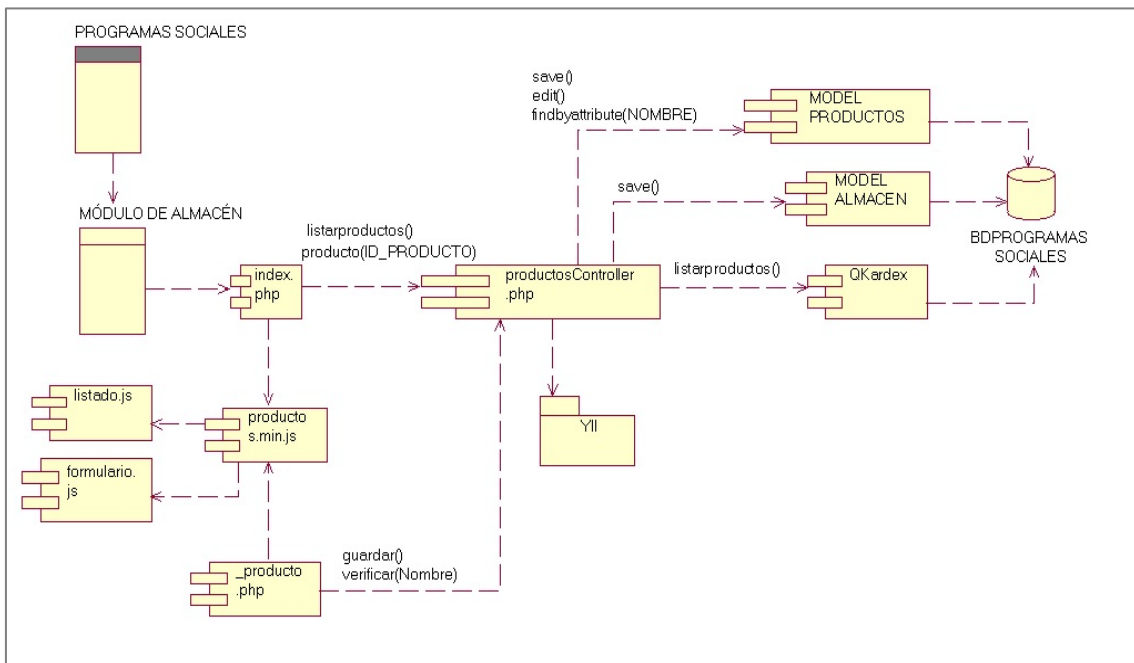 PROGRAMAS SOCIALES
save()
edit()
findbyattribute(NOMBRE)
MODEL
PRODUCTOS
save()
MODEL
ALMACEN
MÓDULO DE ALMACÉN
listarproductos()
producto(ID_PRODUCTO)
BDPROGRAMAS
SOCIALES
index.
php
productosController
.php
listarproductos()
QKardex
listado.js
producto
s.min.js
YII
formulario.
js
guardar()
verificar(Nombre)
_producto
.php